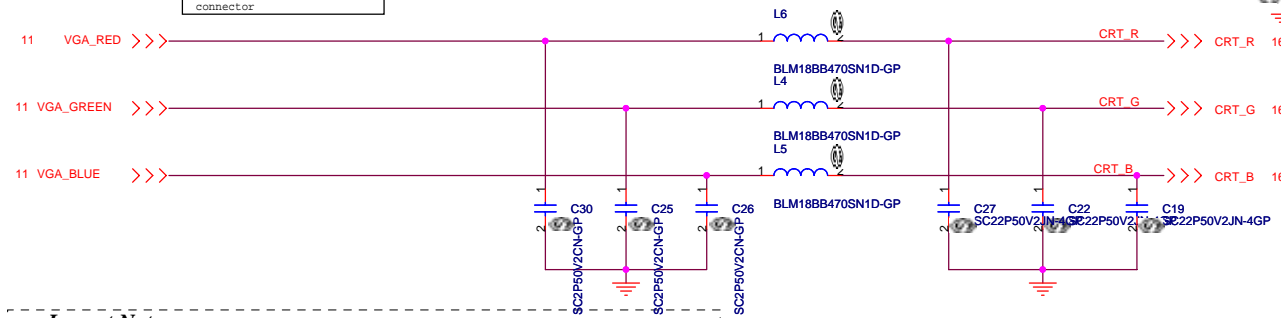 connector
L6
11 VGA_RED
1 2
CRT_R
CRT_R 16
BLM18BB470SN1D-GP
L4
11 VGA_GREEN
1 2
CRT_G
CRT_G 16
BLM18BB470SN1D-GP
L5
11 VGA_BLUE
1 2
CRT_B
CRT_B 16
BLM18BB470SN1D-GP
1 C30 2
SC2P50V2CN-GP
1 C25 2
SC2P50V2CN-GP
1 C26 2
SC2P50V2CN-GP
1 C27 2
SC22P50V2JN-4GP
1 C22 2
1 C19 2
SC22P50V2JN-4GP